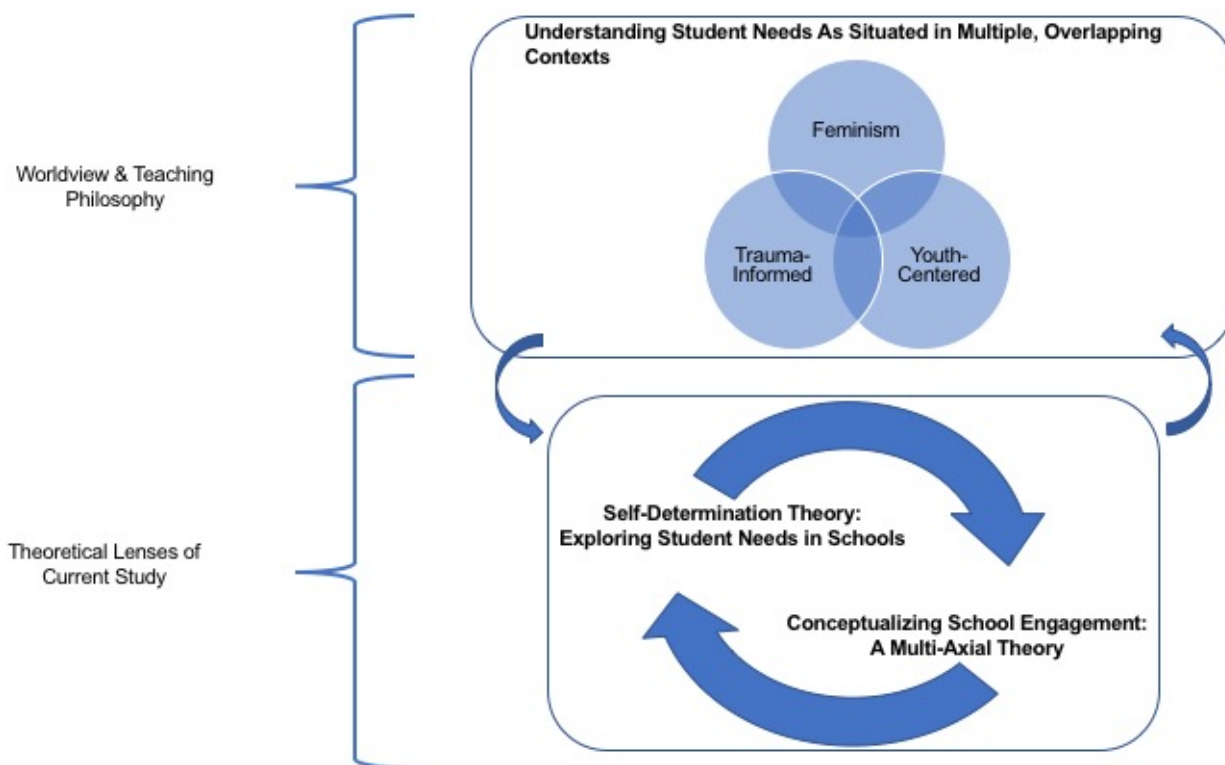 Understanding Student Needs As Situated in Multiple, Overlapping
Contexts
Feminism
Worldview & Teaching
Philosophy
Trauma-
Informed
Youth-
Centered
Self-Determination Theory:
Exploring Student Needs in Schools
Theoretical Lenses of
Current Study
Conceptualizing School Engagement:
A Multi-Axial Theory